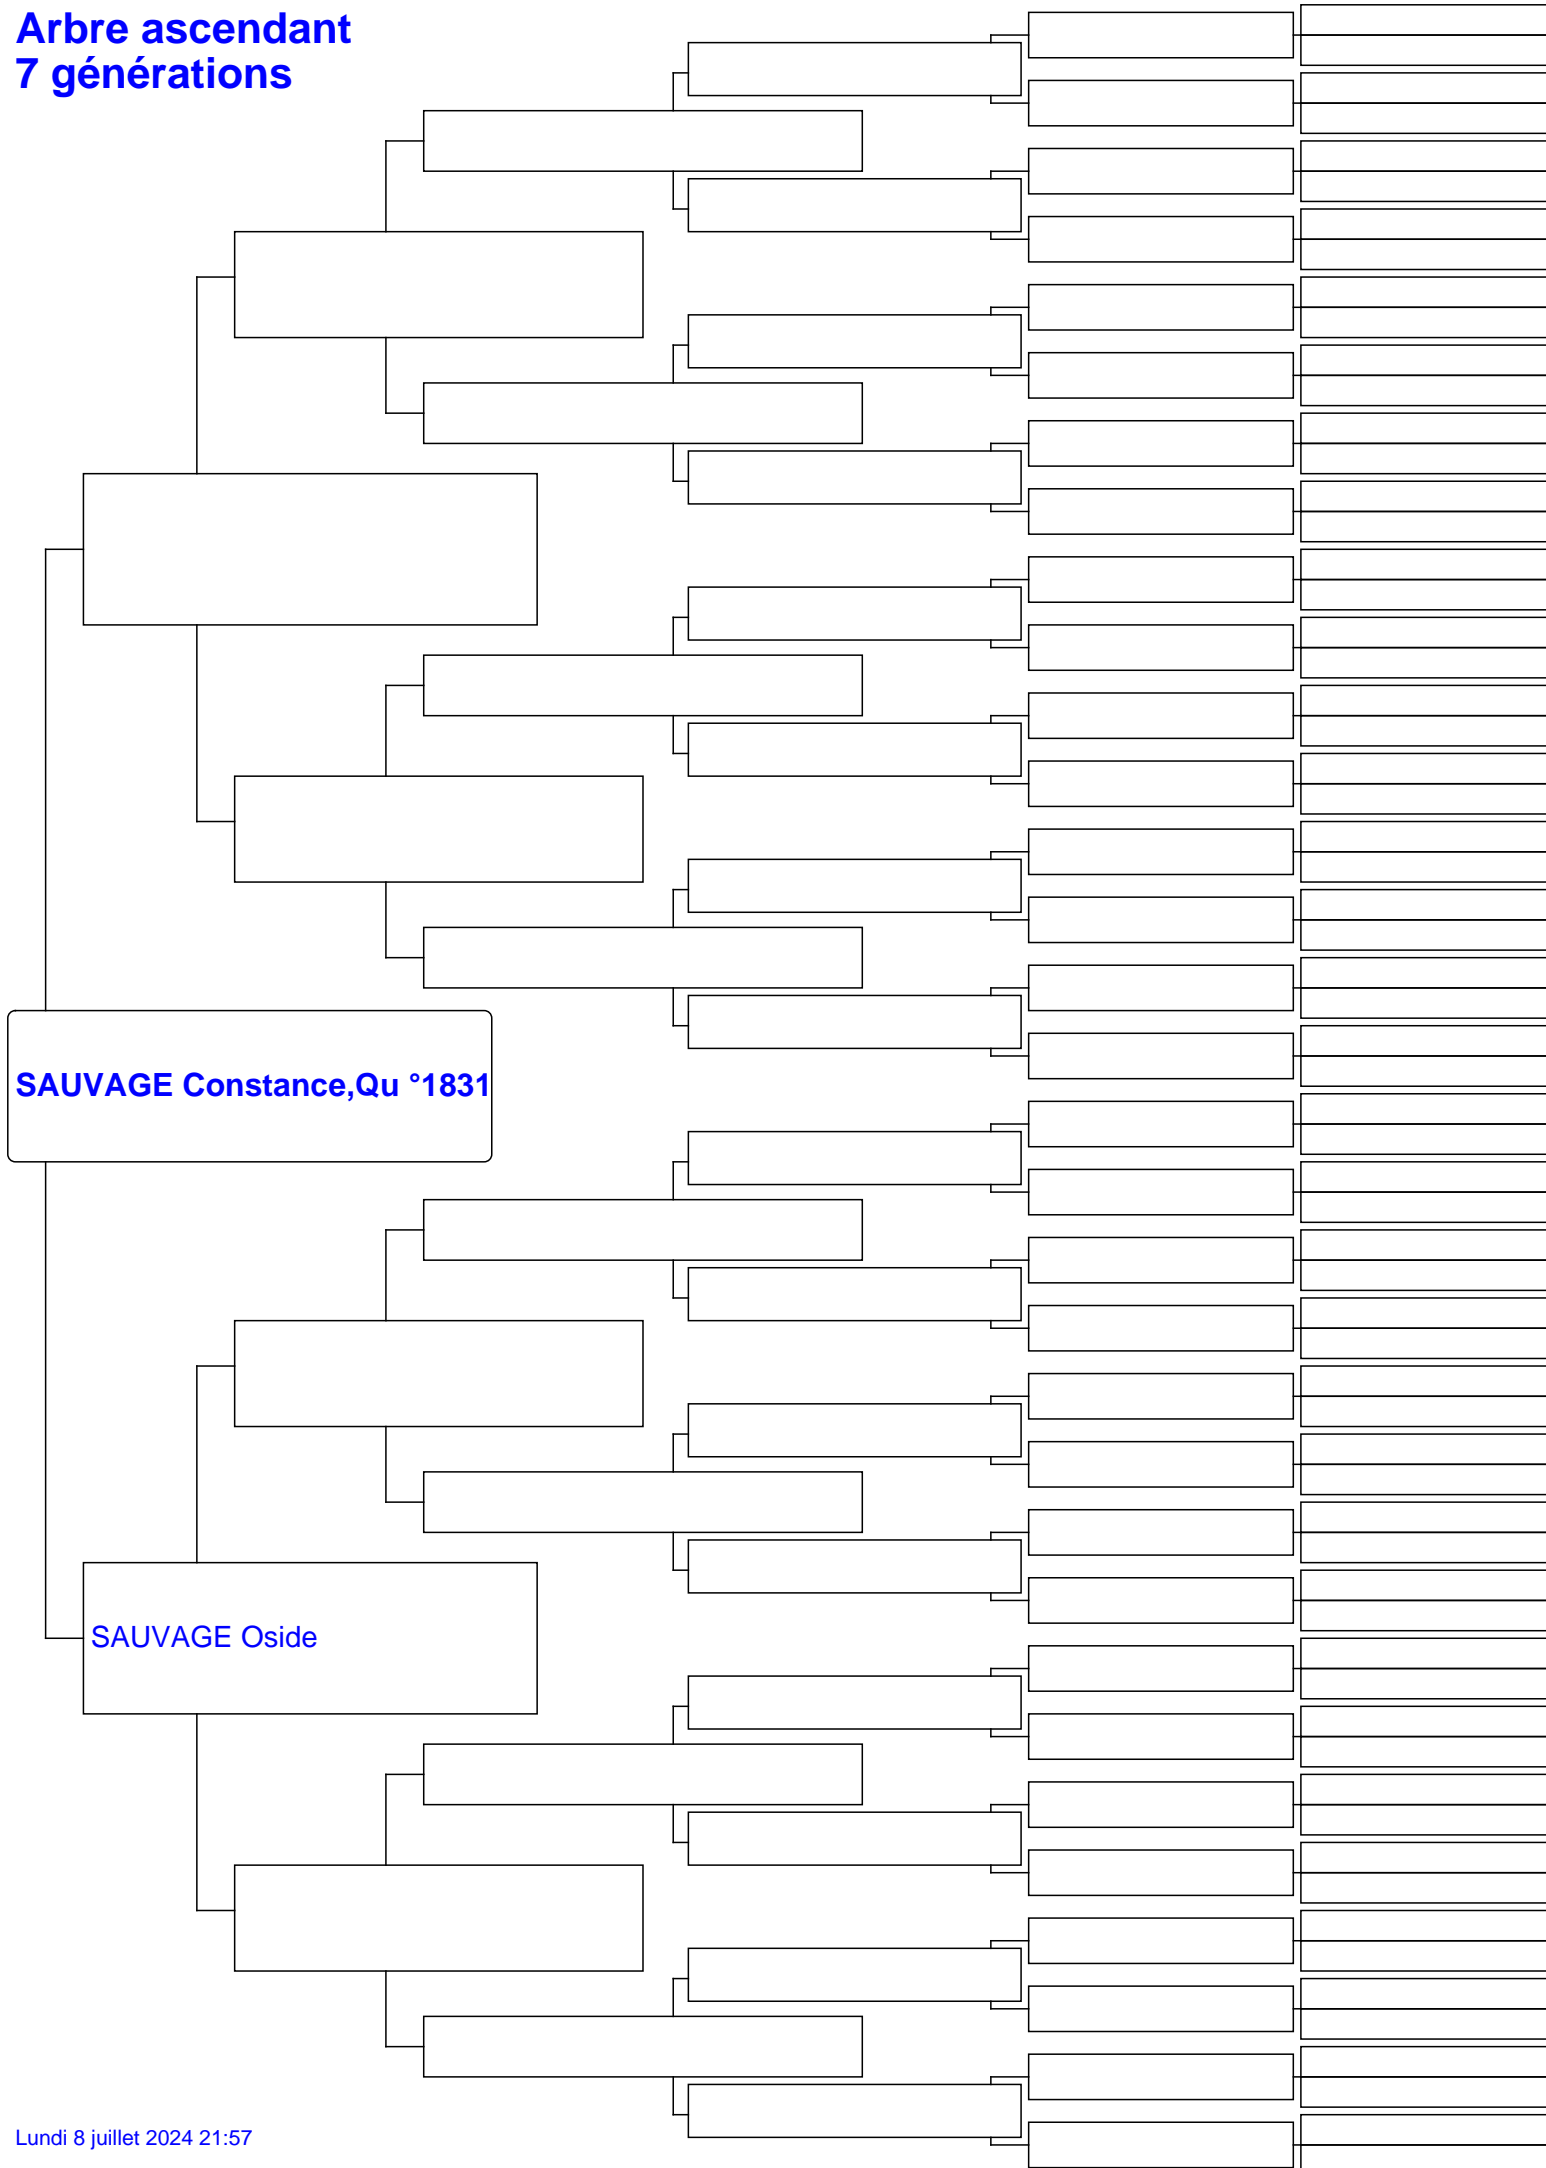 Arbre ascendant
7 générations
SAUVAGE Constance,Qu °1831
SAUVAGE Oside
Lundi 8 juillet 2024 21:57